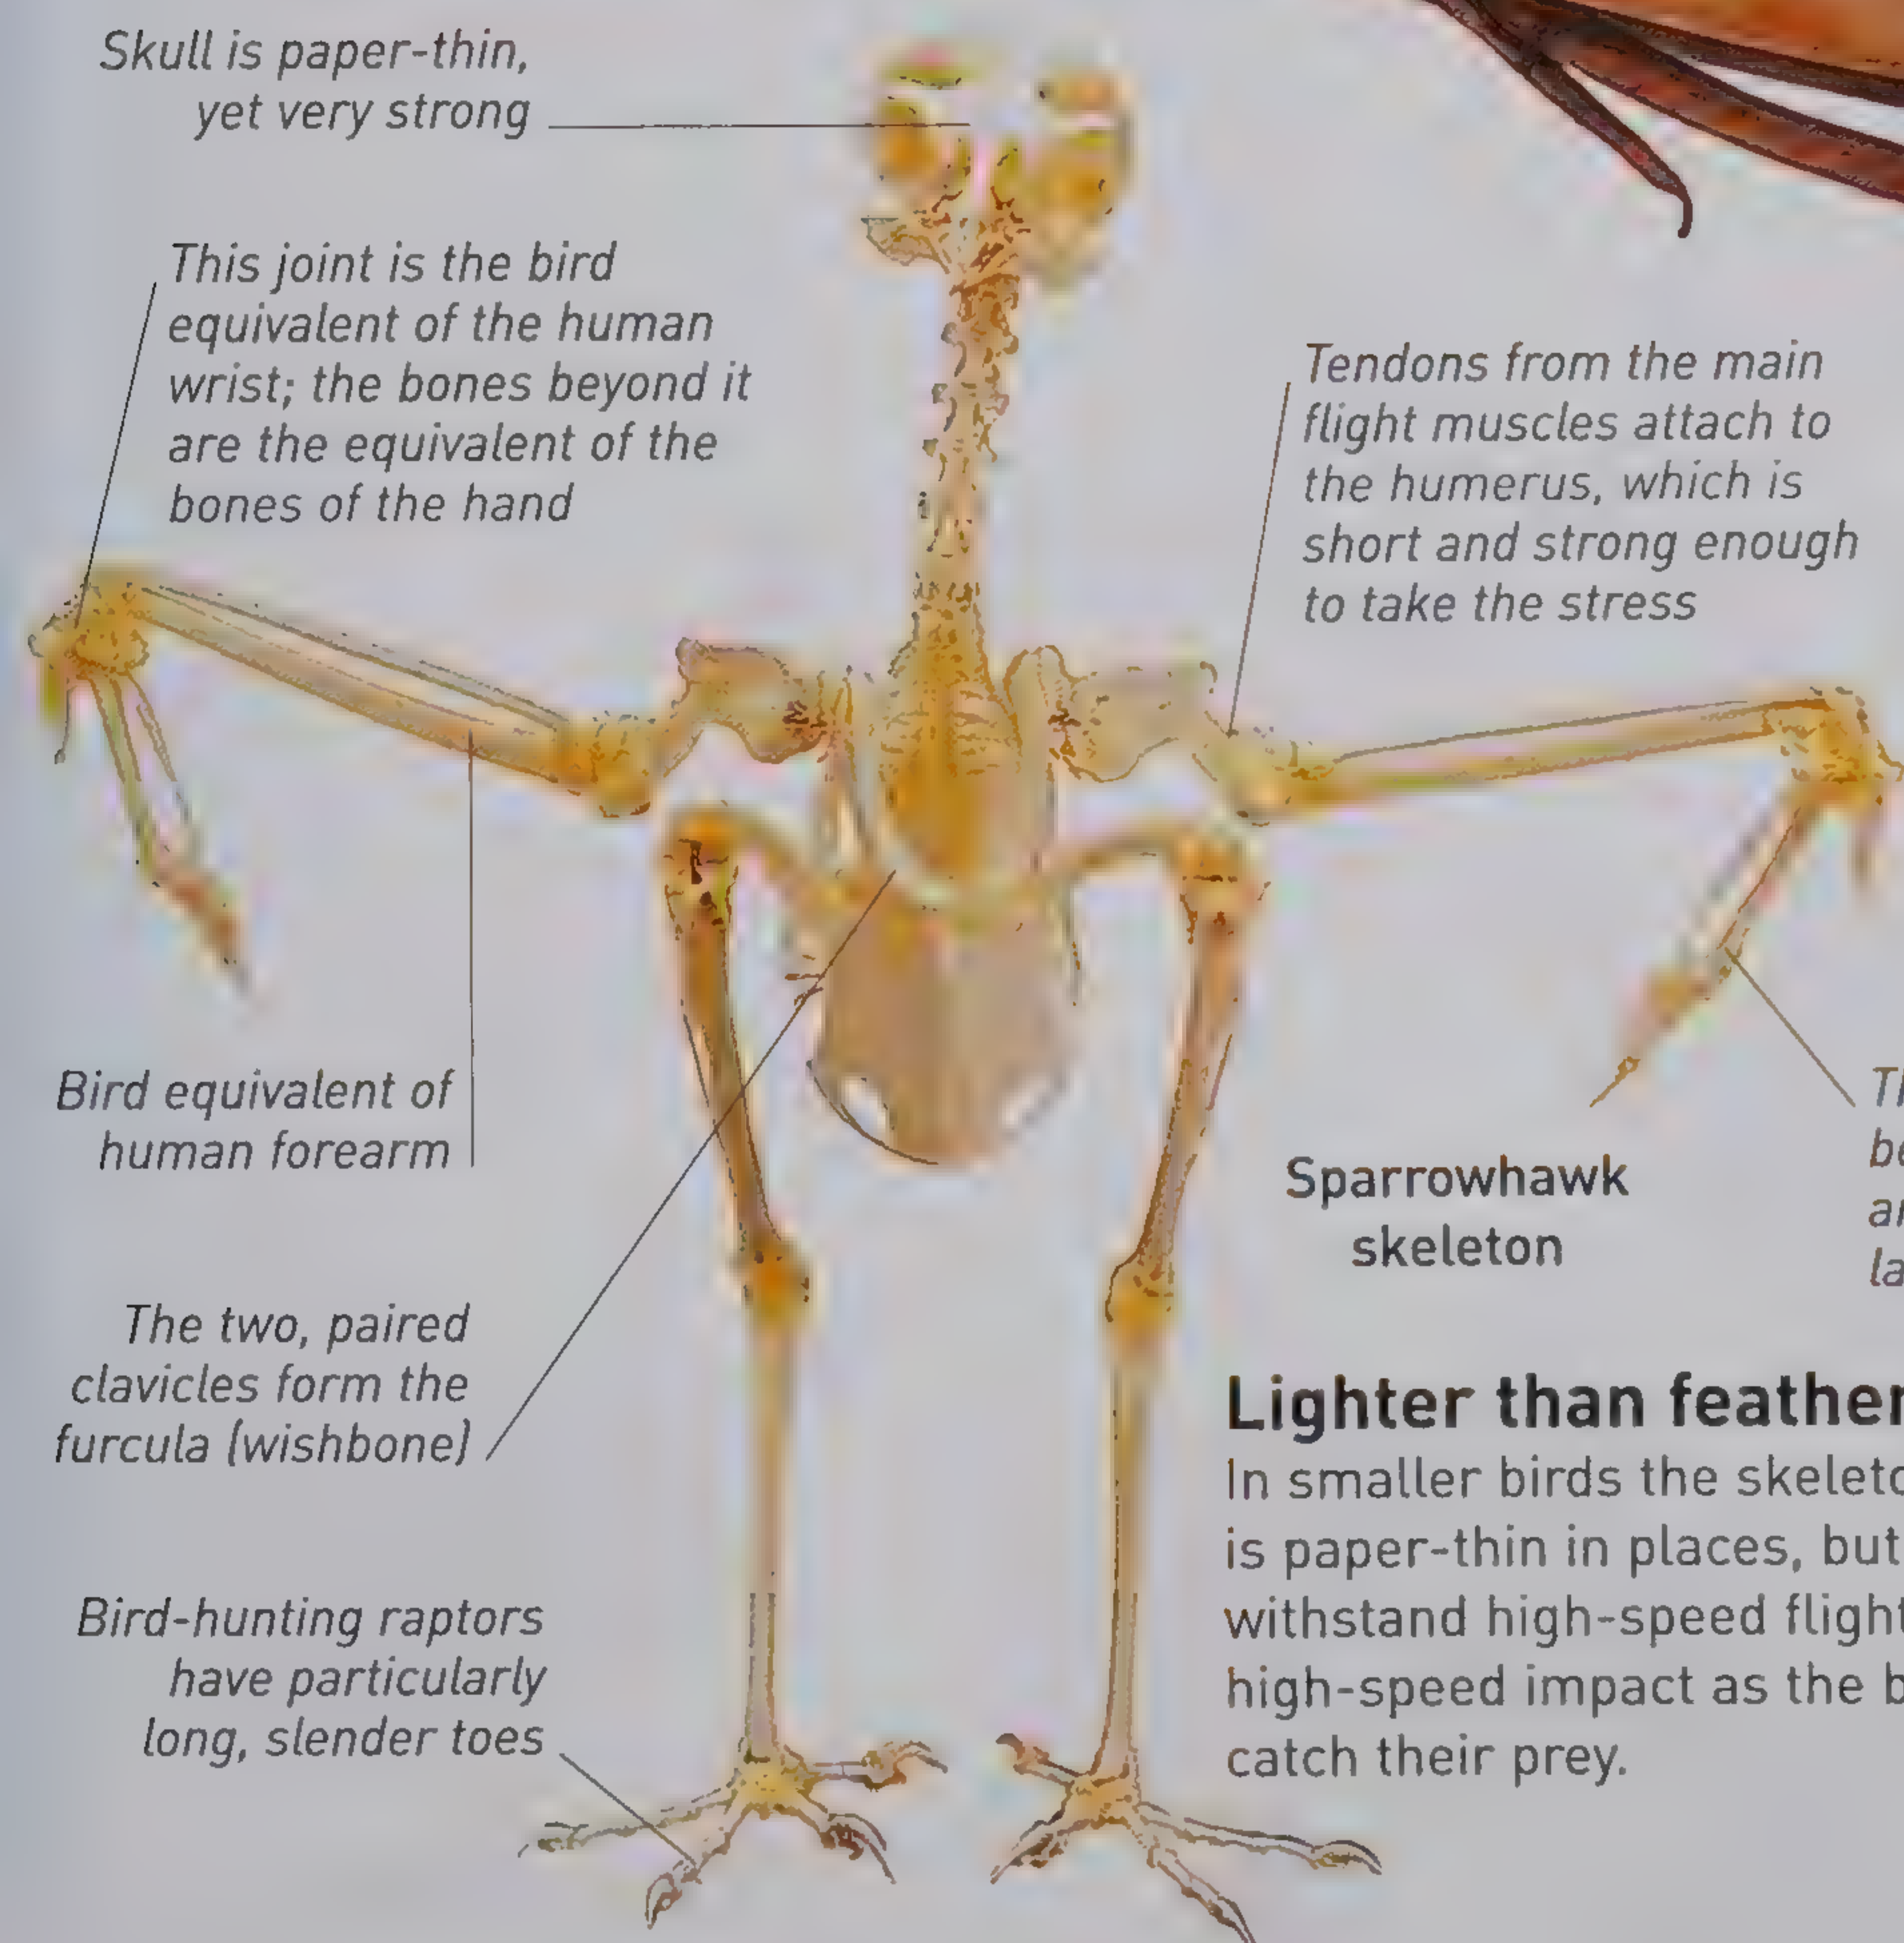 Skull is paper-thin,
yet very strong
This joint is the bird
equivalent of the human
wrist; the bones beyond it
are the equivalent of the
bones of the hand
Tendons from the main
flight muscles attach to
the humerus, which is
short and strong enough
to take the stress
Bird equivalent of
human forearm
The two, paired
clavicles form the
furcula (wishbone)
Bird-hunting raptors
have particularly
long, slender toes
Sparrowhawk
skeleton
Lighter than
In smaller birds the
is paper-thin in places, but
withstand high-speed
high-speed impact as the
catch their prey.